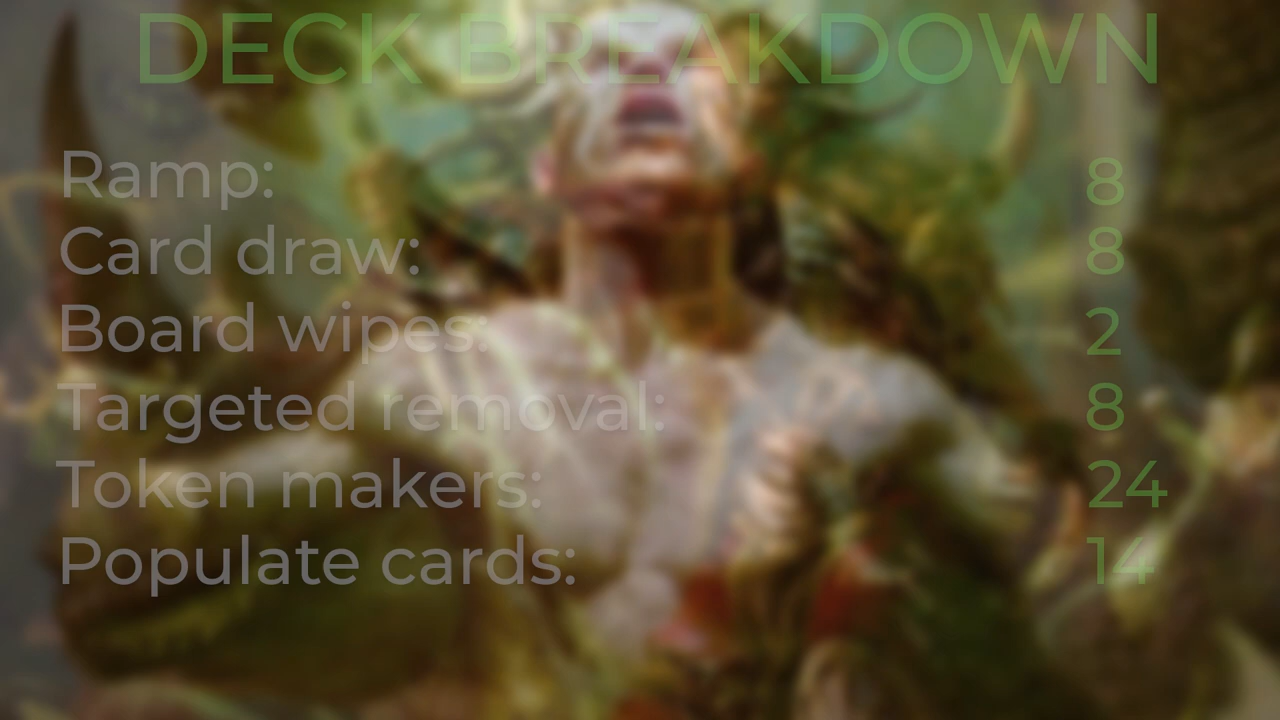 DECK BREAKDOWN
Ramp: 8
Card draw: 8
Board wipes: 2
Targeted removal: 8
Token makers: 24
Populate cards: 14